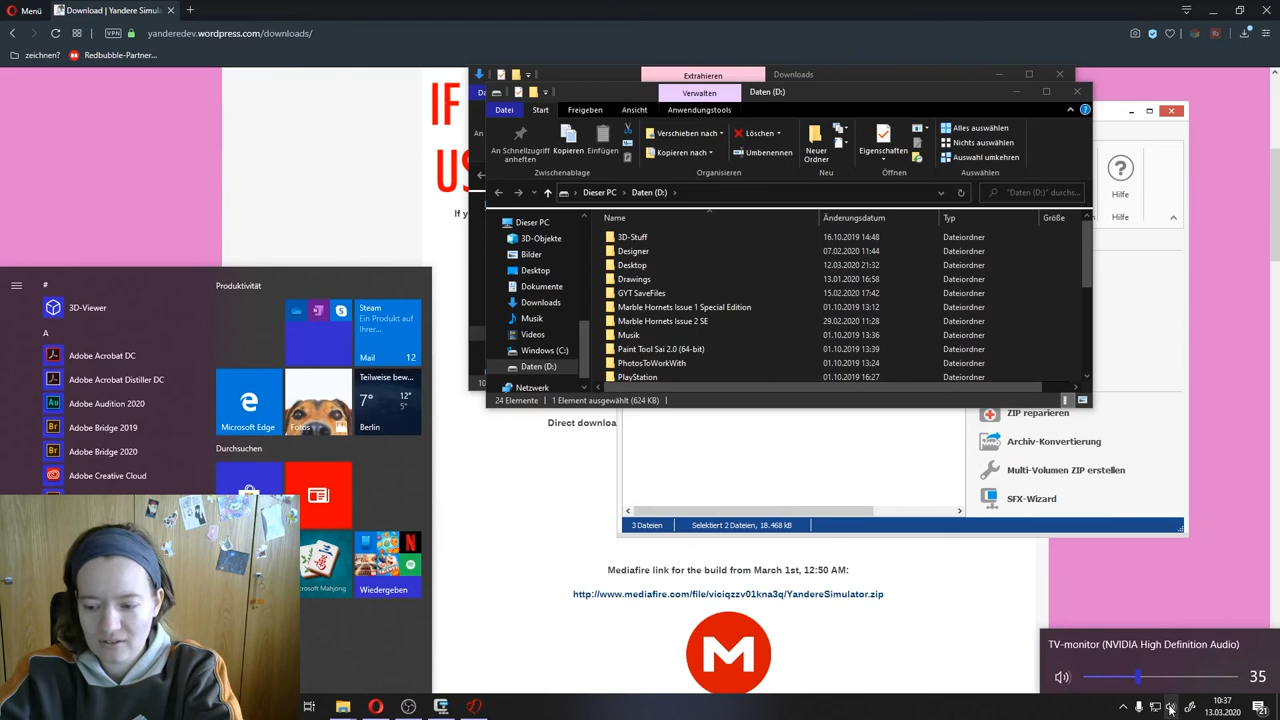 Menü
Download | Yandere Simula
yanderedev.wordpress.com/downloads/
VPN
zeichnen?
Redbubble-Partner...
IF
If y
Direct downloa
Mediafire link for the build from March 1st, 12:50 AM:
http://www.mediafire.com/file/viciqzzv01kna3q/YandereSimulator.zip
Extrahieren
Downloads
Verwalten
Daten (D:)
Datei
Start
Freigeben
Ansicht
Anwendungstools
An Schnellzugriff
anheften
Kopieren
Einfügen
Zwischenablage
Verschieben nach
Kopieren nach
Löschen
Umbenennen
Organisieren
Neuer
Ordner
Neu
Eigenschaften
Öffnen
Alles auswählen
Nichts auswählen
Auswahl umkehren
Auswählen
Dieser PC
Daten (D:)
"Daten (D:)" durchs...
Dieser PC
3D-Objekte
Bilder
Desktop
Dokumente
Downloads
Musik
Videos
Windows (C:)
Daten (D:)
Netzwerk
Name Änderungsdatum Typ Größe
3D-Stuff 16.10.2019 14:48 Dateiordner
Designer 07.02.2020 11:44 Dateiordner
Desktop 12.03.2020 21:32 Dateiordner
Drawings 13.01.2020 16:58 Dateiordner
GYT SaveFiles 15.02.2020 17:42 Dateiordner
Marble Hornets Issue 1 Special Edition 01.10.2019 13:12 Dateiordner
Marble Hornets Issue 2 SE 29.02.2020 11:28 Dateiordner
Musik 01.10.2019 13:13 Dateiordner
Paint Tool Sai 2.0 (64-bit) 01.10.2019 13:39 Dateiordner
PhotosToWorkWith 01.10.2019 13:24 Dateiordner
PlayStation 01.10.2019 16:27 Dateiordner
24 Elemente
1 Element ausgewählt (624 KB)
Hilfe
Hilfe
ZIP reparieren
Archiv-Konvertierung
Multi-Volumen ZIP erstellen
SFX-Wizard
3 Dateien
Selektiert 2 Dateien, 18.468 kB
#
3D-Viewer
A
Adobe Acrobat DC
Adobe Acrobat Distiller DC
Adobe Audition 2020
Adobe Bridge 2019
Adobe Bridge 2020
Adobe Creative Cloud
Produktivität
Steam
Ein Produkt auf
Ihrer...
Mail 12
Microsoft Edge
Fotos
Teilweise bew...
7° 12°
5°
Berlin
Durchsuchen
Wiedergeben
TV-monitor (NVIDIA High Definition Audio)
35
10:37
13.03.2020